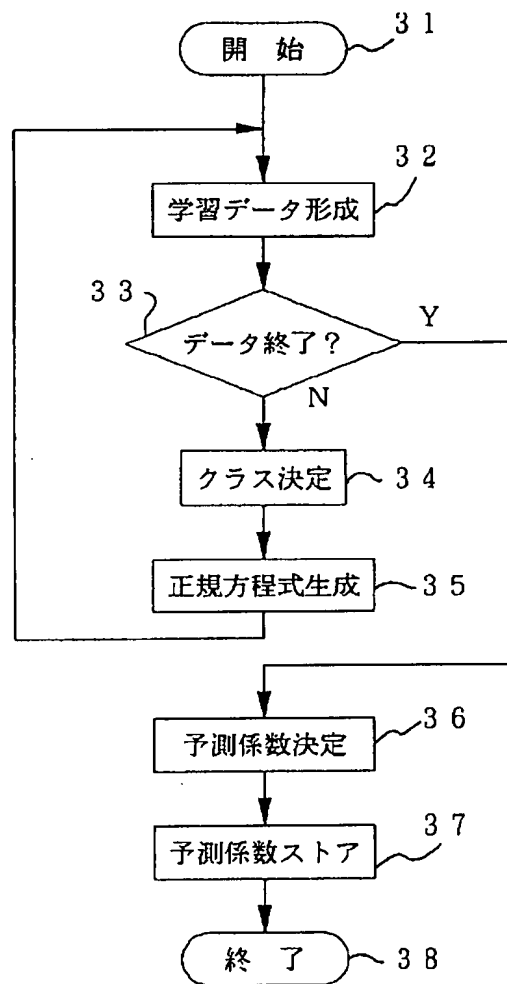 31
開 始
32
学習データ形成
33
データ終了?
Y
N
クラス決定
34
正規方程式生成
35
36
予測係数決定
37
予測係数ストア
終 了
38